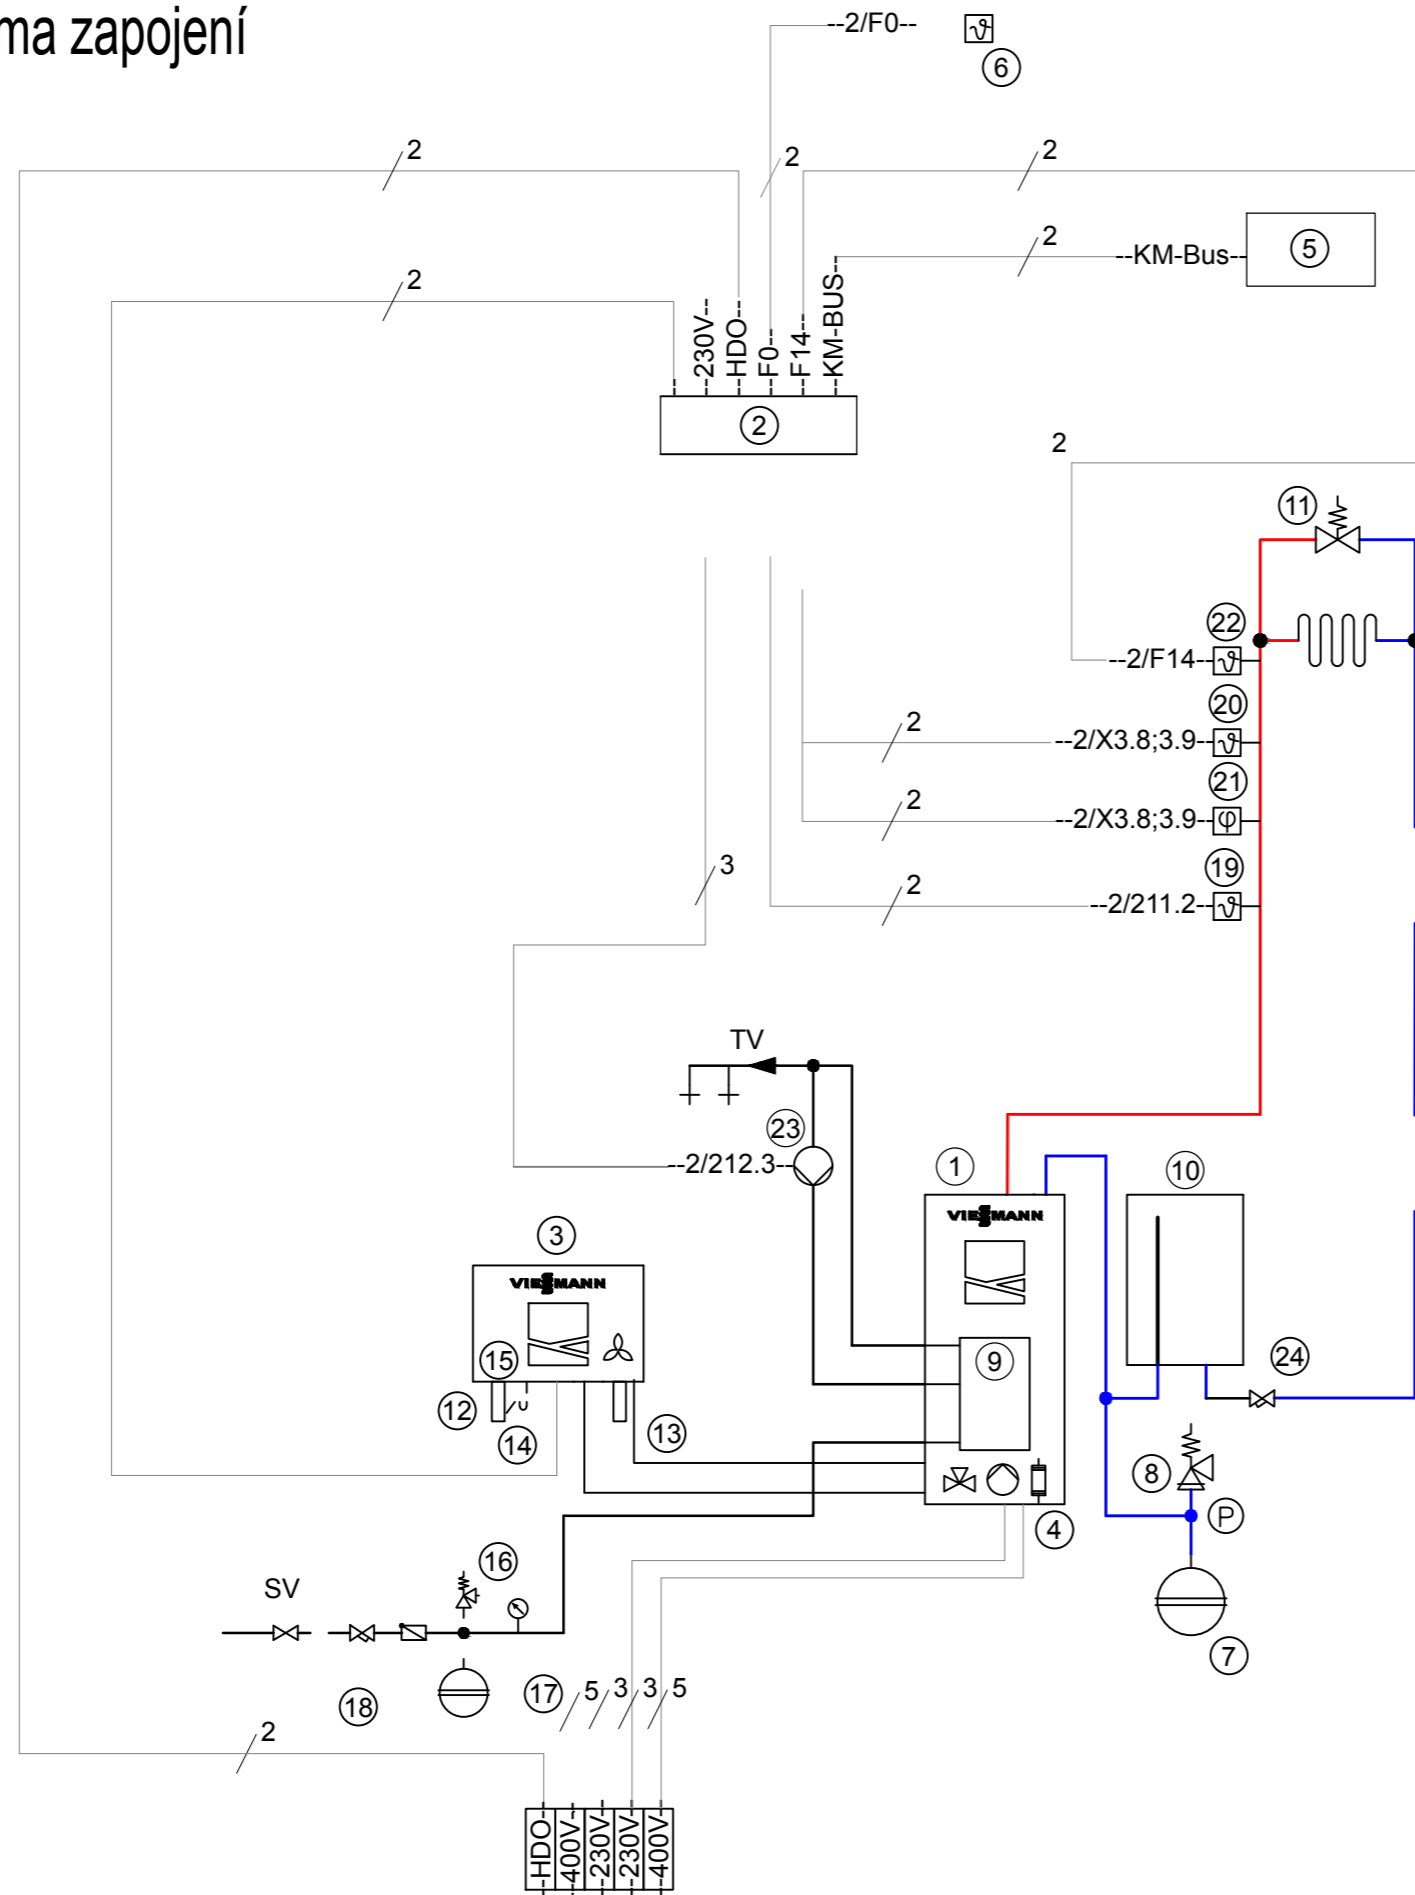 ma zapojení
--2/F0--
6
2
2
2
2
--KM-Bus--
5
2
230V--
HDO
F0
F14
KM-BUS
2
2
11
22
--2/F14--
20
2
--2/X3.8;3.9--
21
2
--2/X3.8;3.9--
φ
19
3
2
--2/211.2--
TV
23
--2/212.3--
1
10
VIESMANN
3
VIESMANN
9
24
15
12
14
13
8
P
4
16
SV
7
18
17
5
3
3
5
2
HDO
400V
230V
230V
400V